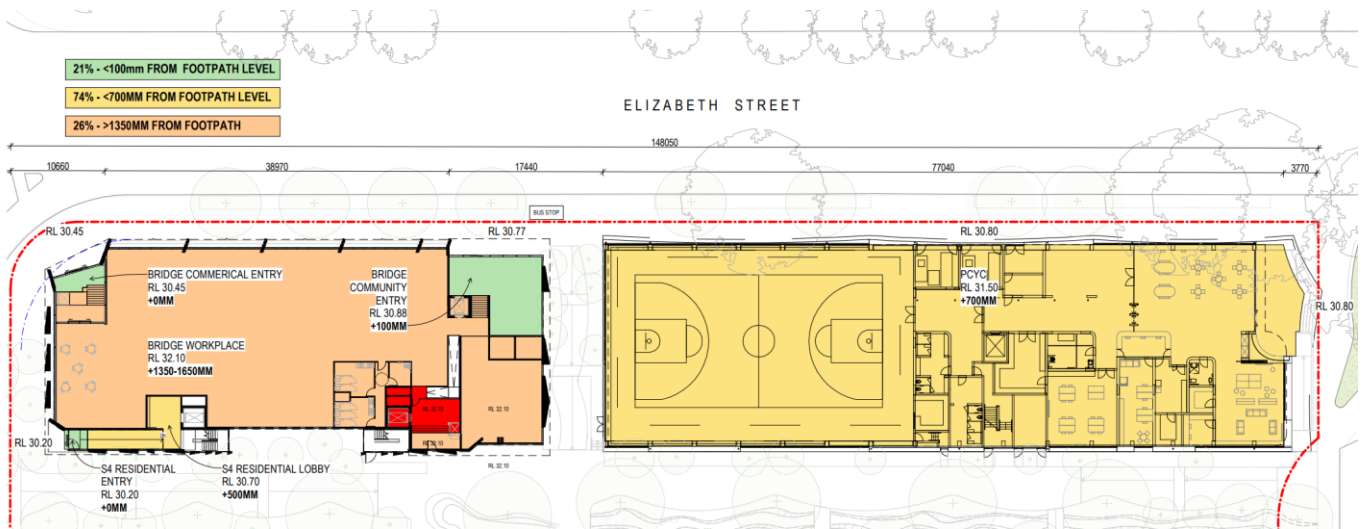 21% - <100mm FROM FOOTPATH LEVEL
74% - <700MM FROM FOOTPATH LEVEL
26% - >1350MM FROM FOOTPATH
ELIZABETH STREET
148050
10660
38970
17440
77040
3770
BUS STOP
RL 30.45
RL 30.77
RL 30.80
BRIDGE COMMERICAL ENTRY
RL 30.45
+0MM
BRIDGE
COMMUNITY
ENTRY
RL 30.88
+100MM
PCYC
RL 31.50
+700MM
RL 30.80
BRIDGE WORKPLACE
RL 32.10
+1350-1650MM
RL 32.10
RL 32.10
RL 30.20
S4 RESIDENTIAL
ENTRY
RL 30.20
+0MM
S4 RESIDENTIAL LOBBY
RL 30.70
+500MM
RL 32.10